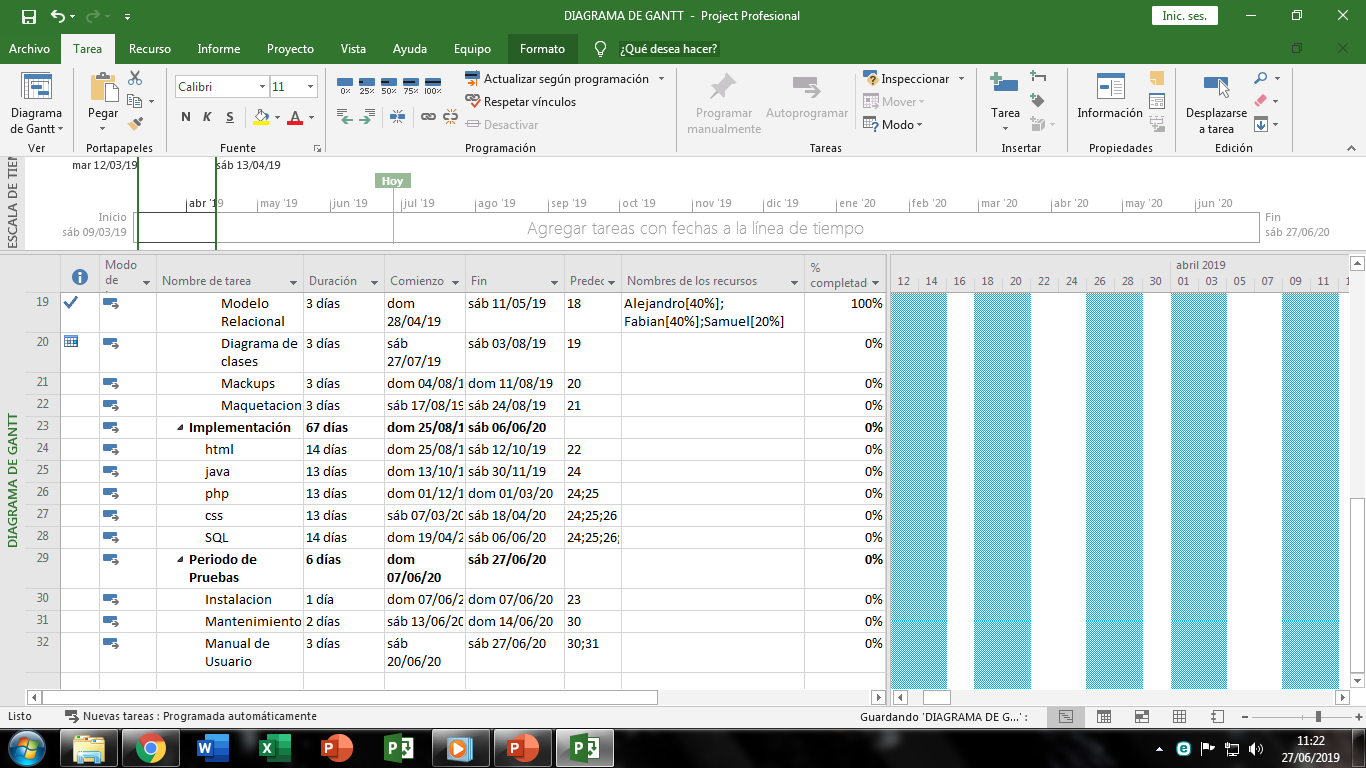 DIAGRAMA DE GANTT - Project Profesional
Inic. ses.
Archivo Tarea Recurso Informe Proyecto Vista Ayuda Equipo Formato ¿Qué desea hacer?
Diagrama de Gantt
Ver
Pegar
Portapapeles
Calibri 11
N K S A
Fuente
0% 25% 50% 75% 100%
Actualizar según programación
Respetar vínculos
Desactivar
Programación
Programar manualmente
Autoprogramar
Inspeccionar
Mover
Modo
Tareas
Tarea
Insertar
Información
Propiedades
Desplazarse a tarea
Edición
ESCALA DE TIEM
mar 12/03/19 sáb 13/04/19
Hoy
abr '19 may '19 jun '19 jul '19 ago '19 sep '19 oct '19 nov '19 dic '19 ene '20 feb '20 mar '20 abr '20 may '20 jun '20
Inicio
sáb 09/03/19
Agregar tareas con fechas a la línea de tiempo
Fin
sáb 27/06/20
DIAGRAMA DE GANTT
Modo de Nombre de tarea Duración Comienzo Fin Predec Nombres de los recursos % completad
abril 2019
12 14 16 18 20 22 24 26 28 30 01 03 05 07 09 11 1
19 Modelo Relacional 3 días dom 28/04/19 sáb 11/05/19 18 Alejandro[40%]; Fabian[40%];Samuel[20%] 100%
20 Diagrama de clases 3 días sáb 27/07/19 sáb 03/08/19 19 0%
21 Mackups 3 días dom 04/08/1 dom 11/08/19 20 0%
22 Maquetacion 3 días sáb 17/08/19 sáb 24/08/19 21 0%
23 Implementación 67 días dom 25/08/1 sáb 06/06/20 0%
24 html 14 días dom 25/08/1 sáb 12/10/19 22 0%
25 java 13 días dom 13/10/1 sáb 30/11/19 24 0%
26 php 13 días dom 01/12/1 dom 01/03/20 24;25 0%
27 css 13 días sáb 07/03/20 sáb 18/04/20 24;25;26 0%
28 SQL 14 días dom 19/04/2 sáb 06/06/20 24;25;26; 0%
29 Periodo de Pruebas 6 días dom 07/06/20 sáb 27/06/20 0%
30 Instalacion 1 día dom 07/06/2 dom 07/06/20 23 0%
31 Mantenimiento 2 días sáb 13/06/20 dom 14/06/20 30 0%
32 Manual de Usuario 3 días sáb 20/06/20 sáb 27/06/20 30;31 0%
Listo Nuevas tareas : Programada automáticamente
Guardando 'DIAGRAMA DE G...' :
11:22
27/06/2019